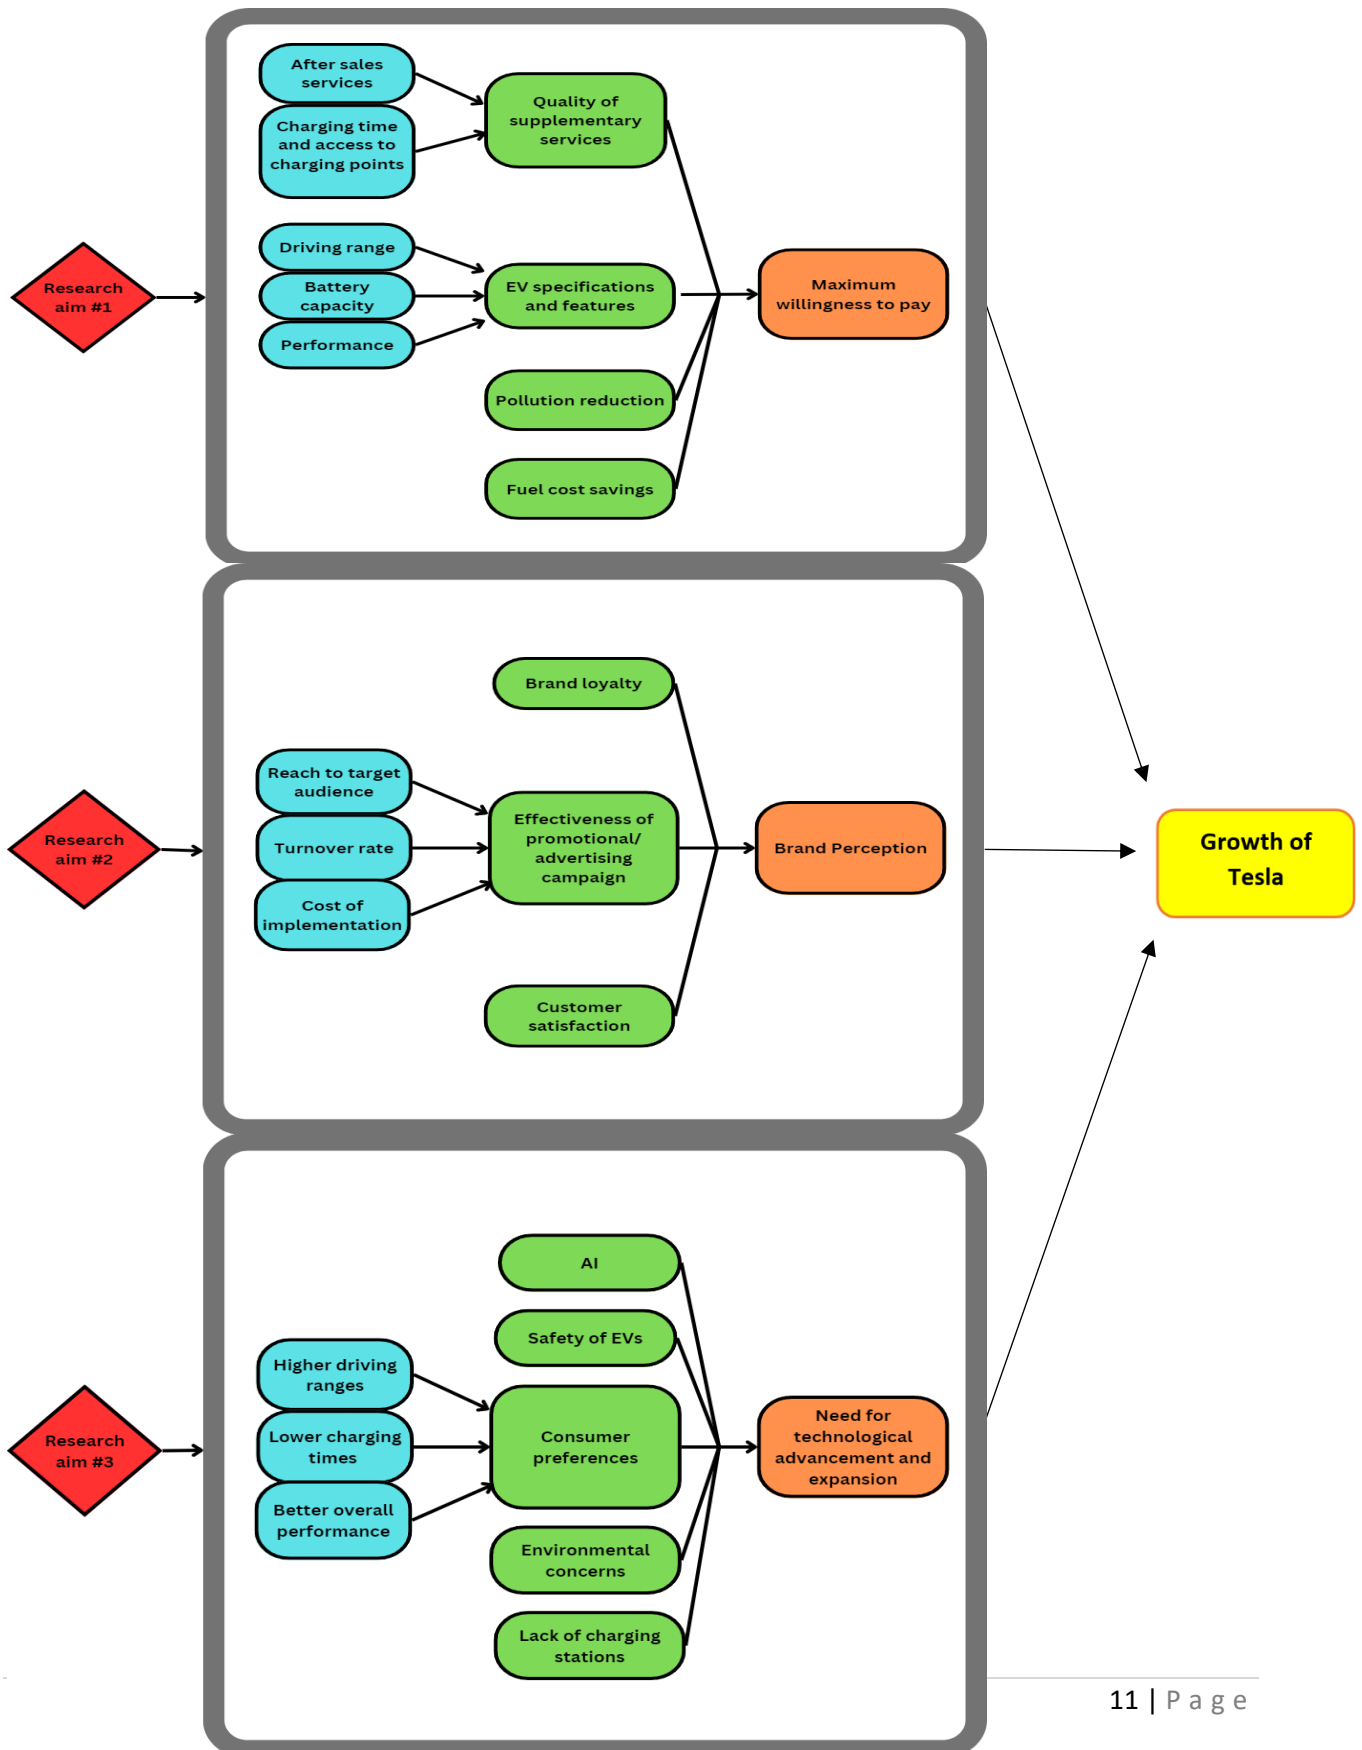 After sales
services
Charging time
and access to
charging points
Quality of
supplementary
services
Research
aim #1
Driving range
Battery
capacity
Performance
EV specifications
and features
Maximum
willingness to pay
Pollution reduction
Fuel cost savings
Brand loyalty
Research
aim #2
Reach to target
audience
Turnover rate
Cost of
implementation
Effectiveness of
promotional/
advertising
campaign
Brand Perception
Customer
satisfaction
Growth of
Tesla
AI
Safety of EVs
Research
aim #3
Higher driving
ranges
Lower charging
times
Better overall
performance
Consumer
preferences
Need for
technological
advancement and
expansion
Environmental
concerns
Lack of charging
stations
11 | P a g e